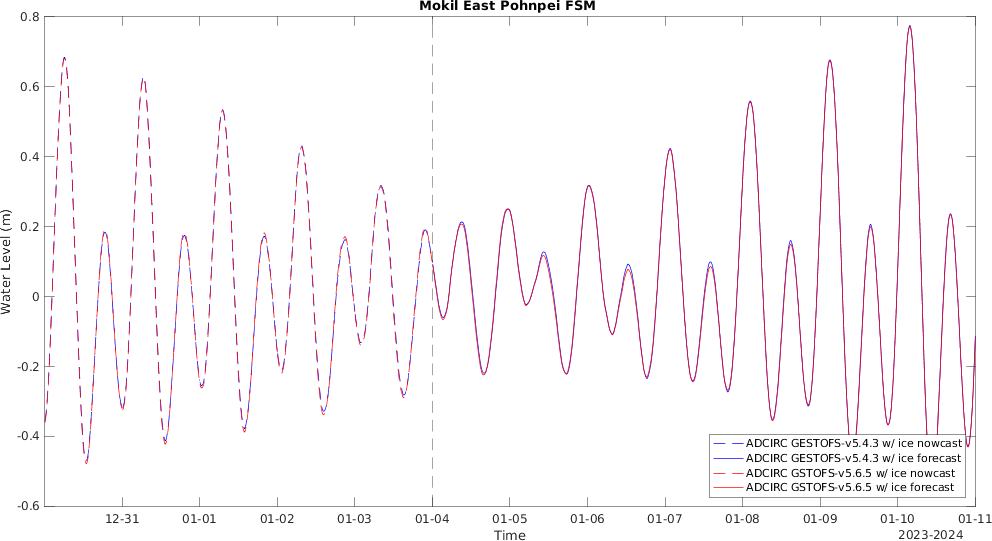 Mokil East Pohnpei FSM
0.8
0.6
0.4
0.2
0
-0.2
-0.4
-0.6
Water Level (m)
ADCIRC GESTOFS-v5.4.3 w/ ice nowcast
ADCIRC GESTOFS-v5.4.3 w/ ice forecast
ADCIRC GSTOFS-v5.6.5 w/ ice nowcast
ADCIRC GSTOFS-v5.6.5 w/ ice forecast
12-31 01-01 01-02 01-03 01-04 01-05 01-06 01-07 01-08 01-09 01-10 01-11
Time
2023-2024